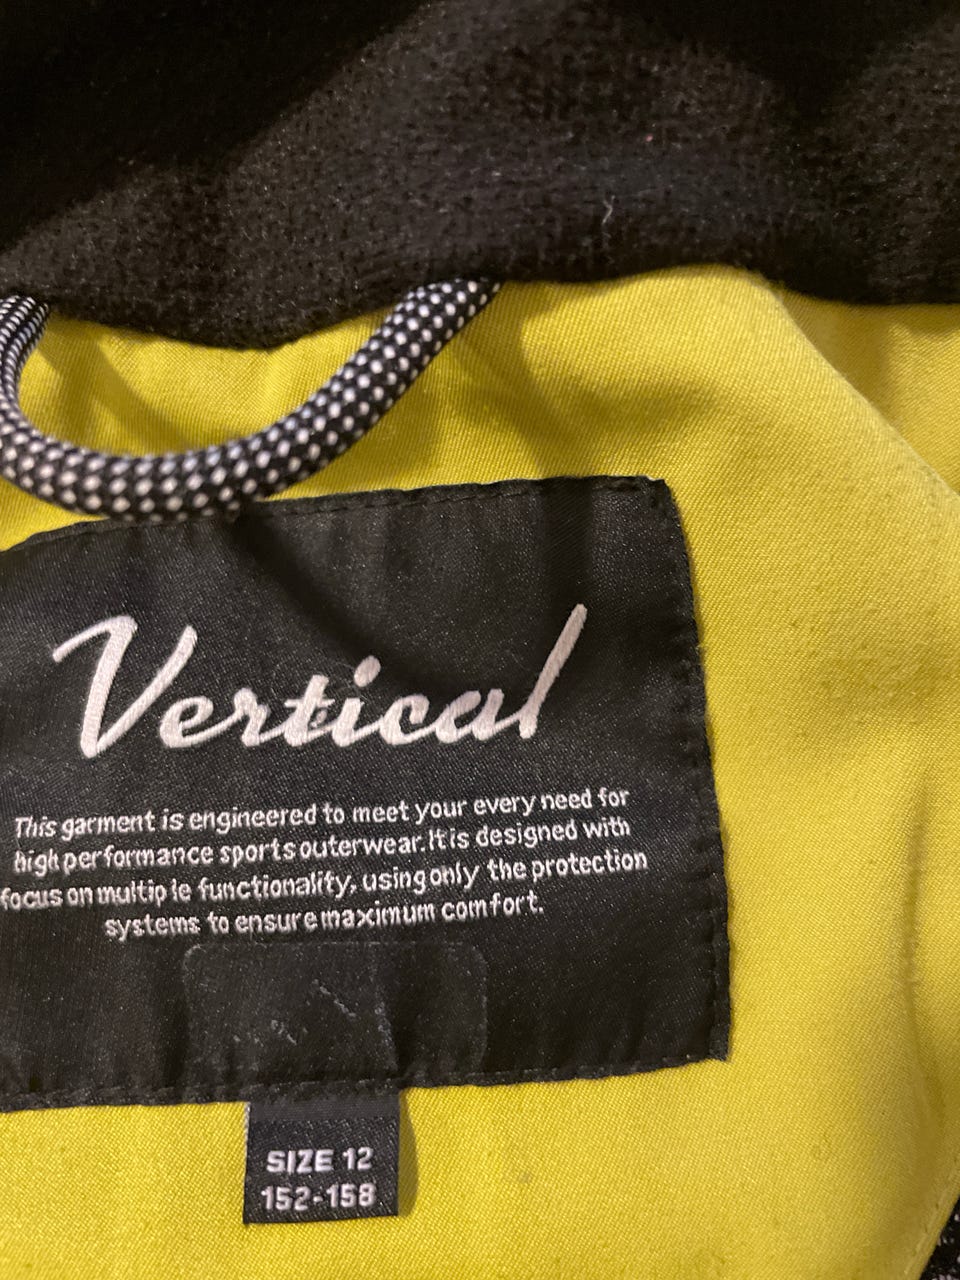 Vertical
This garment is engineered to meet your every need for
high performance sports outerwear. It is designed with
focus on multiple functionality, using only the protection
systems to ensure maximum comfort.
SIZE 12
152-158